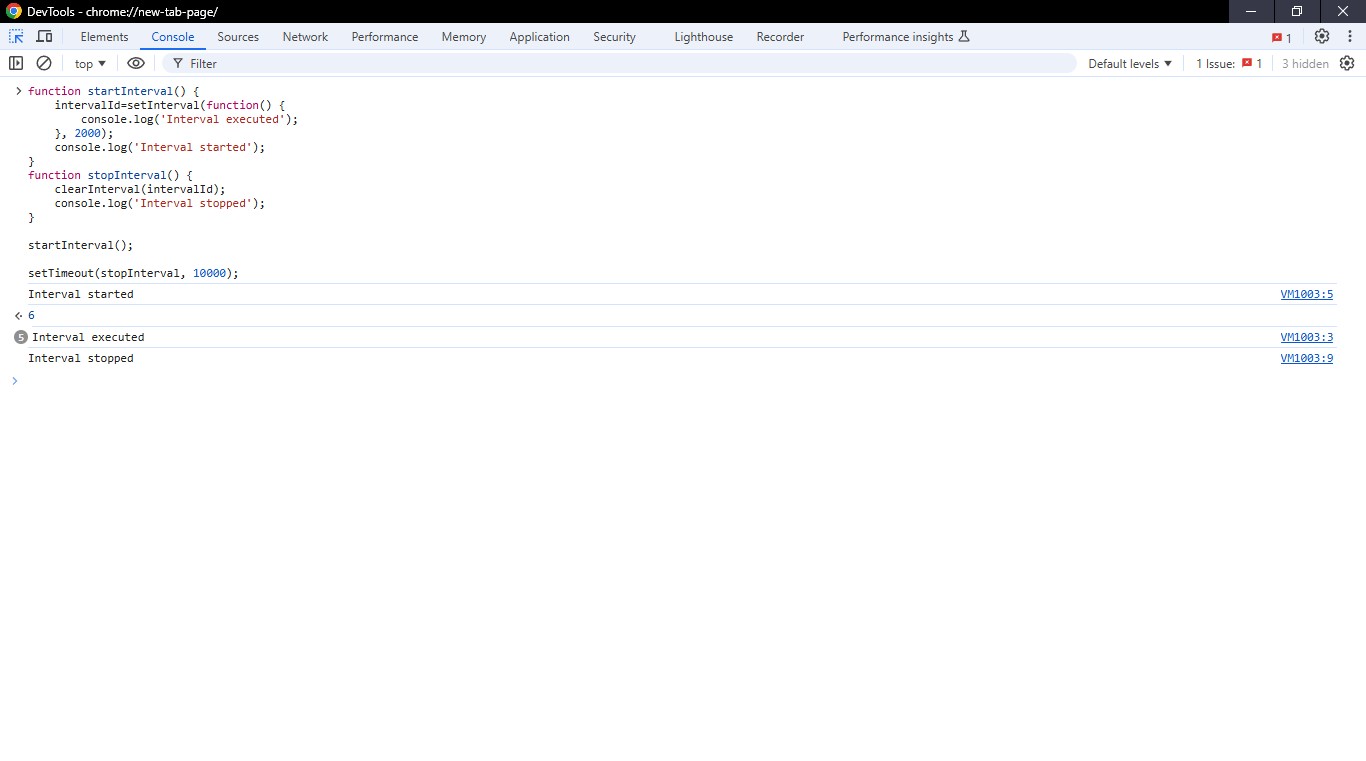 DevTools - chrome://new-tab-page/
Elements Console Sources Network Performance Memory Application Security Lighthouse Recorder Performance insights 1
top Filter Default levels 1 Issue: 1 3 hidden
function startInterval() {
    intervalId=setInterval(function() {
        console.log('Interval executed');
    }, 2000);
    console.log('Interval started');
}
function stopInterval() {
    clearInterval(intervalId);
    console.log('Interval stopped');
}
startInterval();
setTimeout(stopInterval, 10000);
Interval started VM1003:5
6
5 Interval executed VM1003:3
Interval stopped VM1003:9